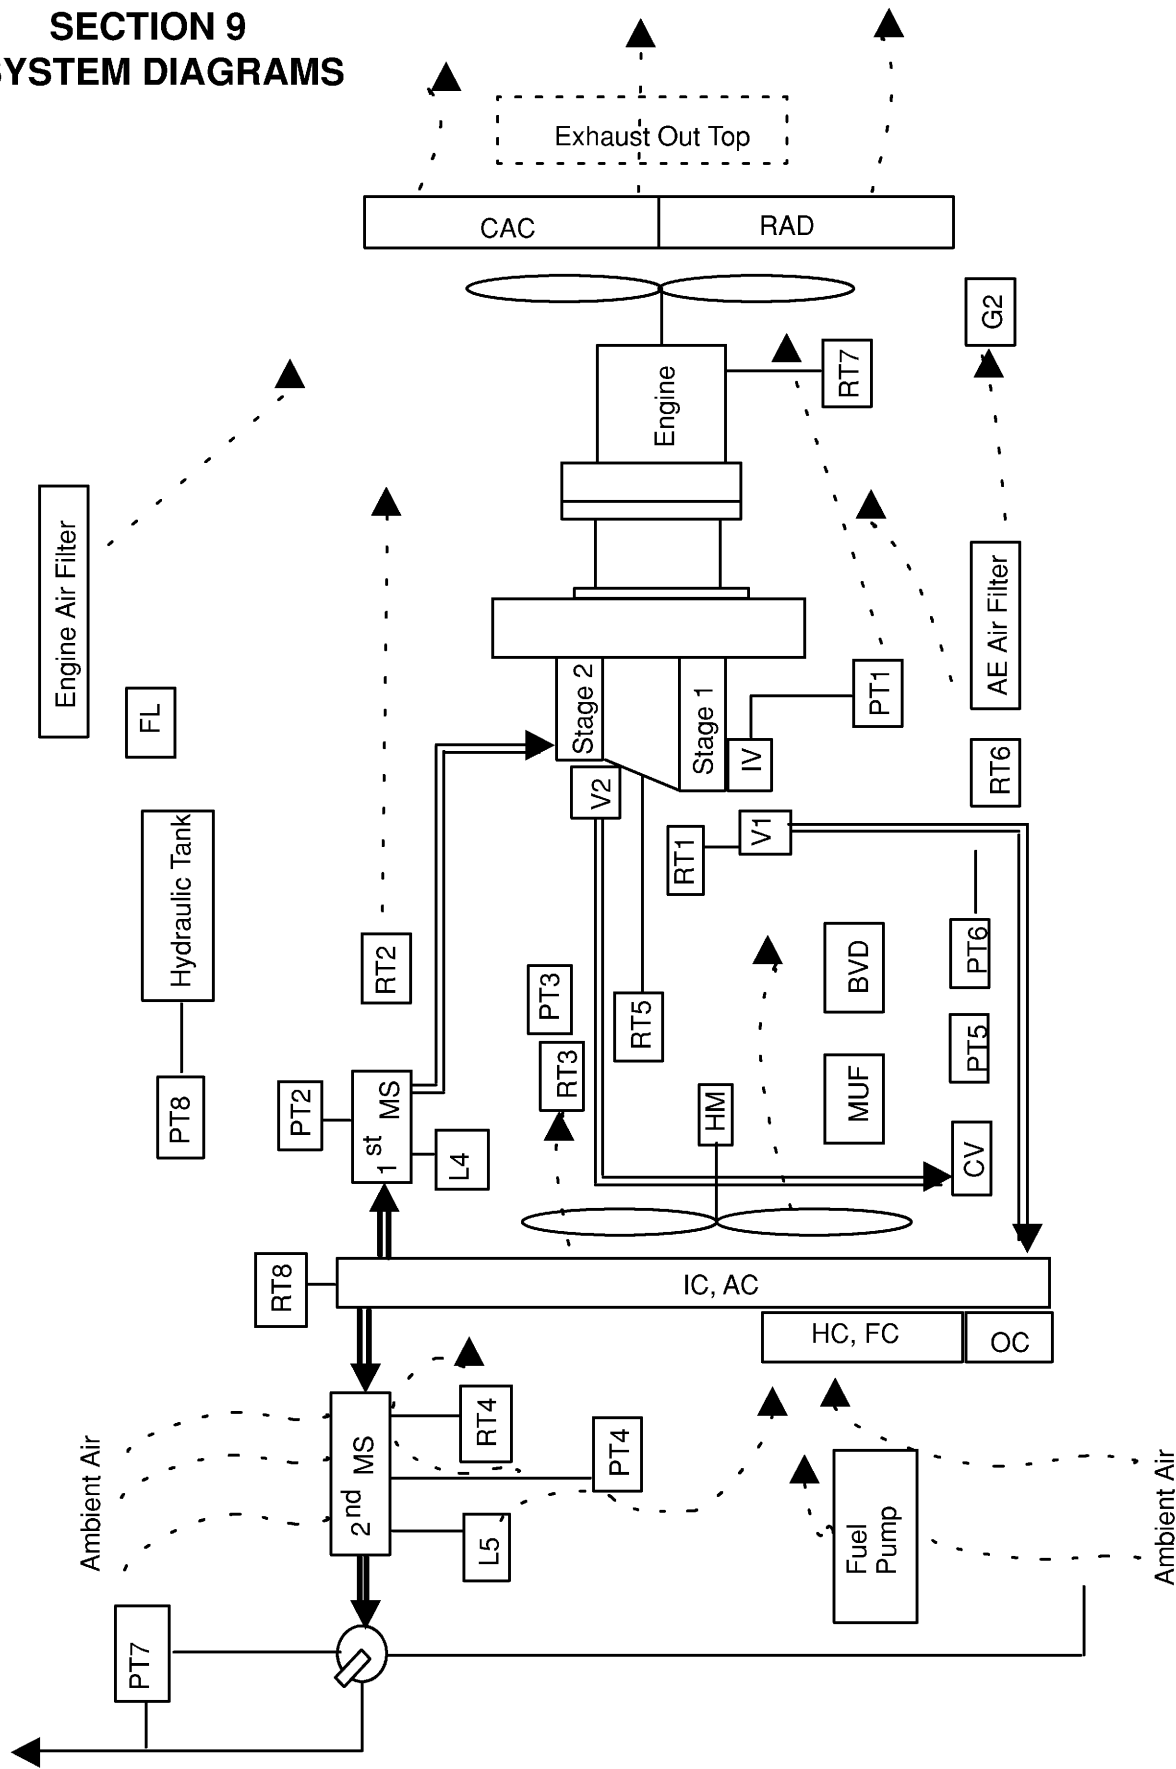 SECTION 9
SYSTEM DIAGRAMS
Exhaust Out Top
CAC
RAD
G2
Engine
RT7
Engine Air Filter
AE Air Filter
FL
Stage 2
Stage 1
PT1
IV
RT6
V2
V1
Hydraulic Tank
RT1
RT2
PT3
RT5
BVD
PT6
PT5
RT3
MUF
HM
PT8
PT2
1st MS
L4
CV
RT8
IC, AC
HC, FC
OC
RT4
PT4
Ambient Air
2nd MS
L5
Fuel
Pump
Ambient Air
PT7